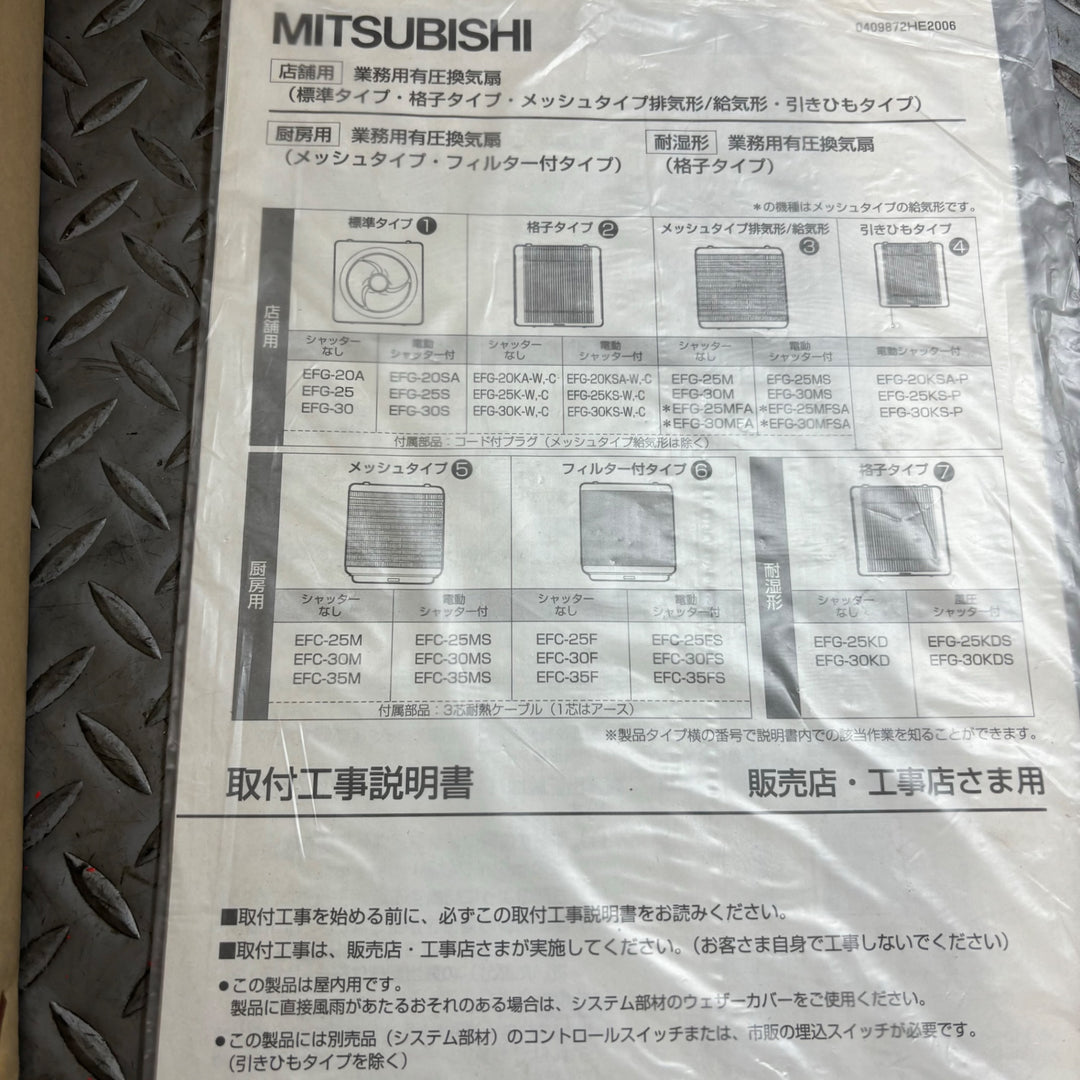 MITSUBISHI
0409872HE2006
店舗用 業務用有圧換気扇
(標準タイプ・格子タイプ・メッシュタイプ排気形/給気形・引きひもタイプ)
厨房用 業務用有圧換気扇
(メッシュタイプ・フィルター付タイプ)
耐湿形 業務用有圧換気扇
(格子タイプ)
*の機種はメッシュタイプの給気形です。
店舗用
標準タイプ❶
格子タイプ❷
メッシュタイプ排気形/給気形❸
引きひもタイプ❹
シャッターなし
電動シャッター付
シャッターなし
電動シャッター付
シャッターなし
電動シャッター付
電動シャッター付
EFG-20A EFG-20SA EFG-20KA-W,-C EFG-20KSA-W,-C EFG-25M EFG-25MS EFG-20KSA-P
EFG-25 EFG-25S EFG-25K-W,-C EFG-25KS-W,-C EFG-30M EFG-30MS EFG-25KS-P
EFG-30 EFG-30S EFG-30K-W,-C EFG-30KS-W,-C *EFG-25MFA *EFG-25MFSA EFG-30KS-P
*EFG-30MFA *EFG-30MFSA
付属部品:コード付プラグ(メッシュタイプ給気形は除く)
厨房用
メッシュタイプ❺
フィルター付タイプ❻
シャッターなし
電動シャッター付
シャッターなし
電動シャッター付
EFC-25M EFC-25MS EFC-25F EFC-25FS
EFC-30M EFC-30MS EFC-30F EFC-30FS
EFC-35M EFC-35MS EFC-35F EFC-35FS
付属部品:3芯耐熱ケーブル(1芯はアース)
耐湿形
格子タイプ❼
シャッターなし
風圧シャッター付
EFG-25KD EFG-25KDS
EFG-30KD EFG-30KDS
※製品タイプ横の番号で説明書内での該当作業を知ることができます。
取付工事説明書
販売店・工事店さま用
■取付工事を始める前に、必ずこの取付工事説明書をお読みください。
■取付工事は、販売店・工事店さまが実施してください。(お客さま自身で工事しないでください)
●この製品は屋内用です。
製品に直接風雨があたるおそれのある場合は、システム部材のウェザーカバーをご使用ください。
●この製品には別売品(システム部材)のコントロールスイッチまたは、市販の埋込スイッチが必要です。
(引きひもタイプを除く)